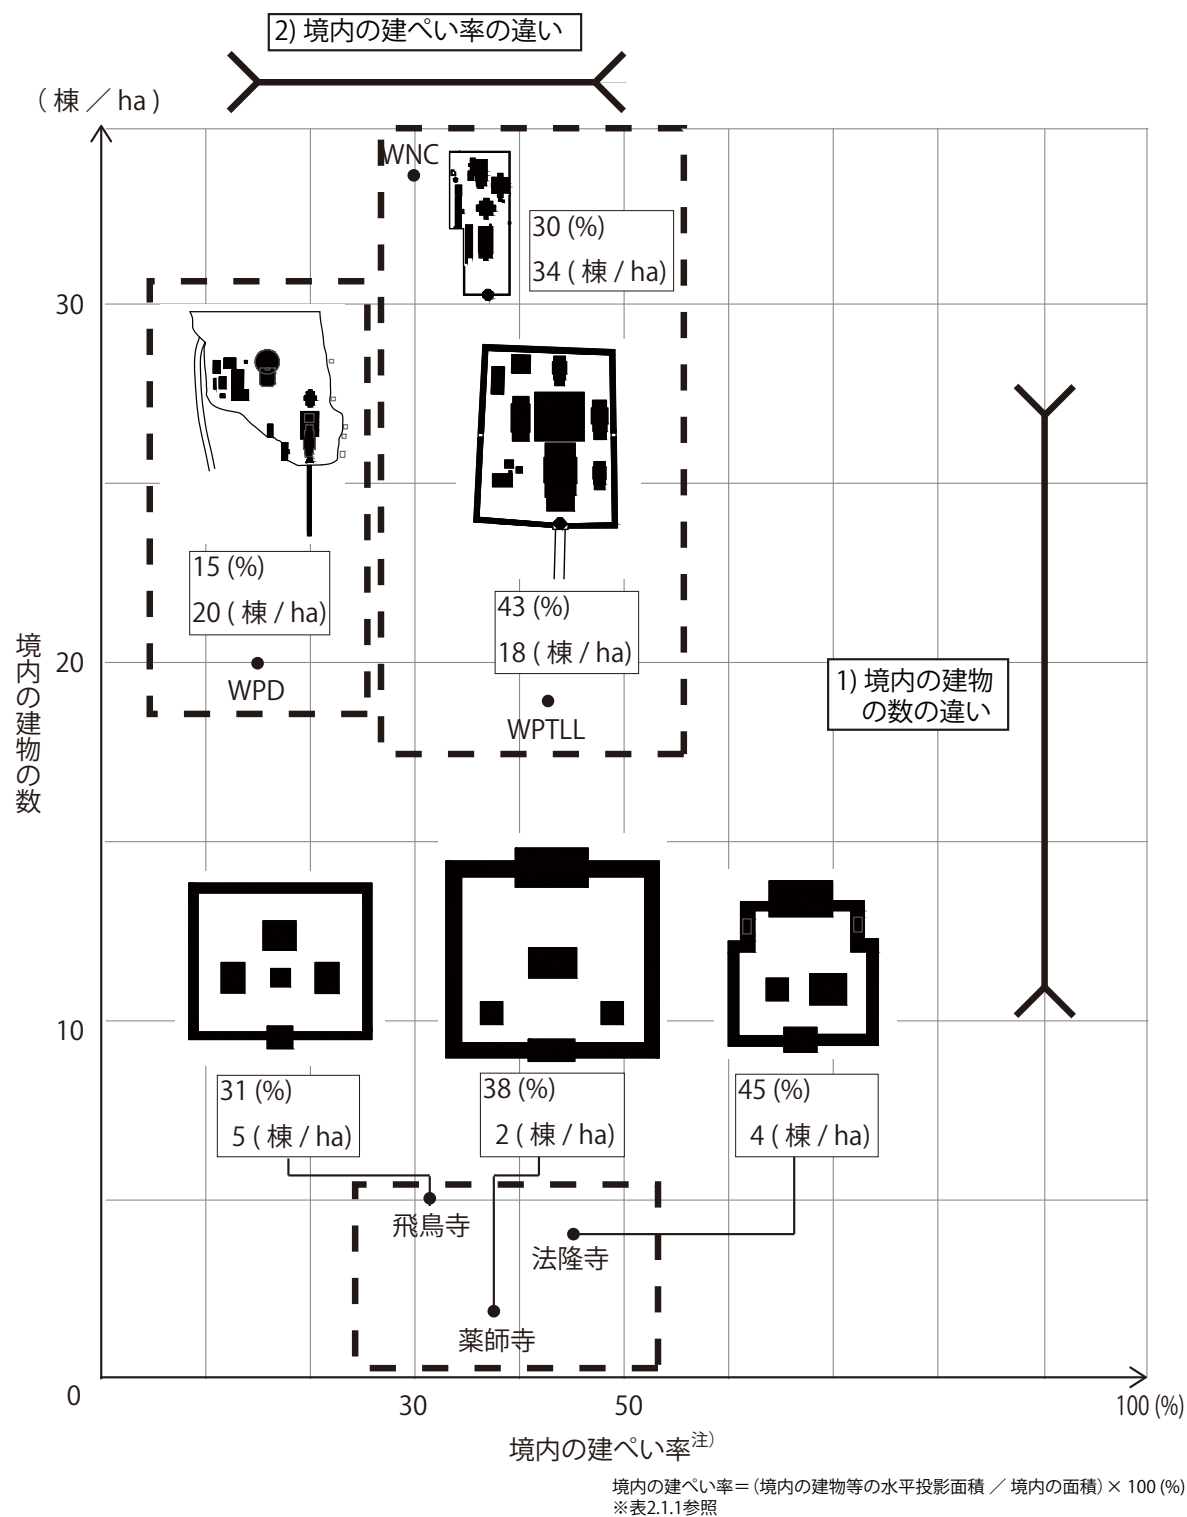 2) 境内の建ぺい率の違い
( 棟 ／ ha )
WNC
30 (%)
34 ( 棟 / ha)
30
15 (%)
20 ( 棟 / ha)
WPD
43 (%)
18 ( 棟 / ha)
WPTLL
20
境内の建物の数
1) 境内の建物
の数の違い
10
31 (%)
5 ( 棟 / ha)
38 (%)
2 ( 棟 / ha)
45 (%)
4 ( 棟 / ha)
飛鳥寺
法隆寺
薬師寺
0
30
50
100 (%)
境内の建ぺい率注)
境内の建ぺい率＝（境内の建物等の水平投影面積 ／ 境内の面積）× 100 (%)
※表2.1.1参照